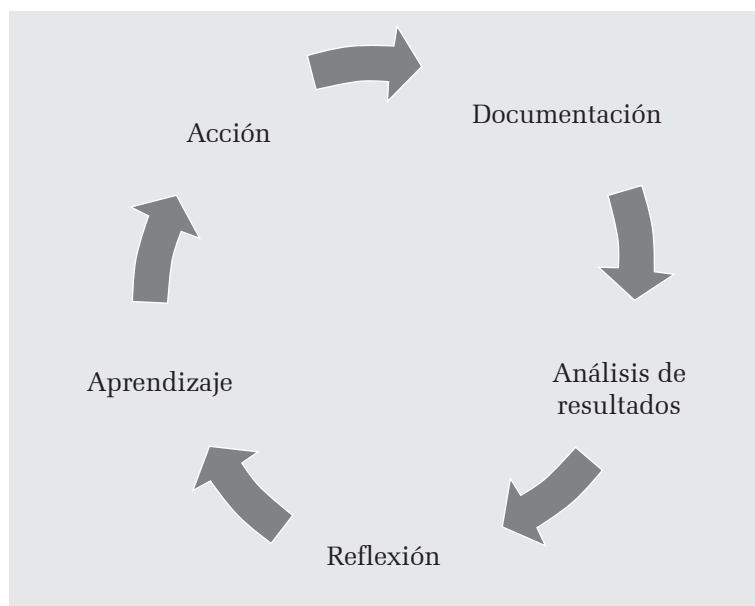 Acción
Documentación
Análisis de
resultados
Reflexión
Aprendizaje